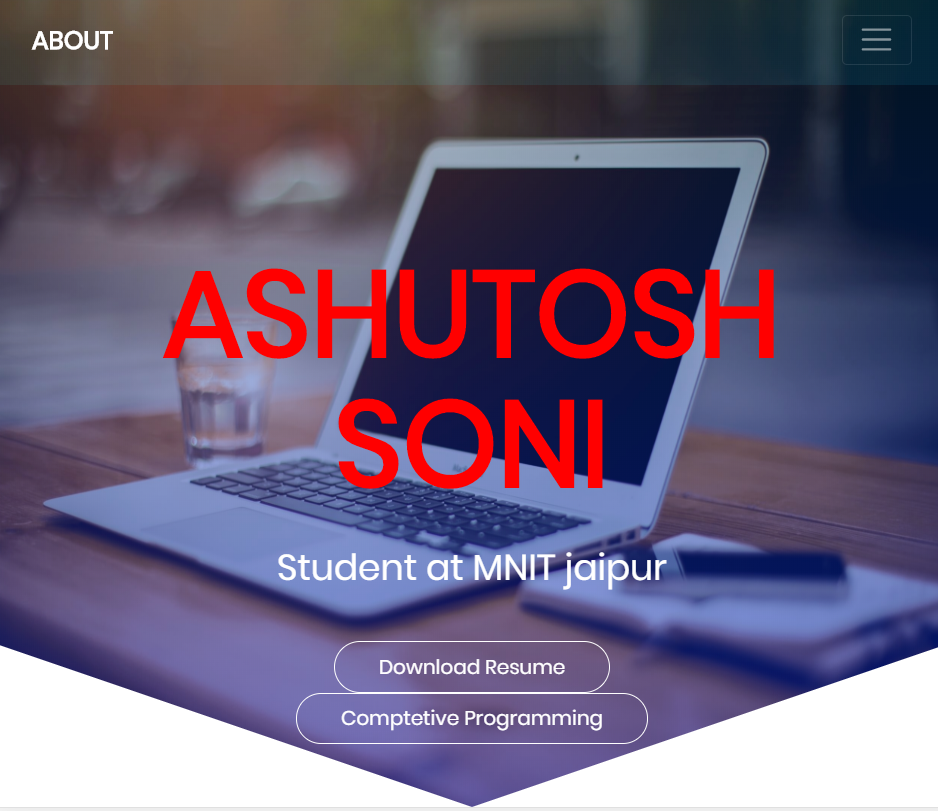 ABOUT
ASHUTOSH
SONI
Student at MNIT jaipur
Download Resume
Comptetive Programming